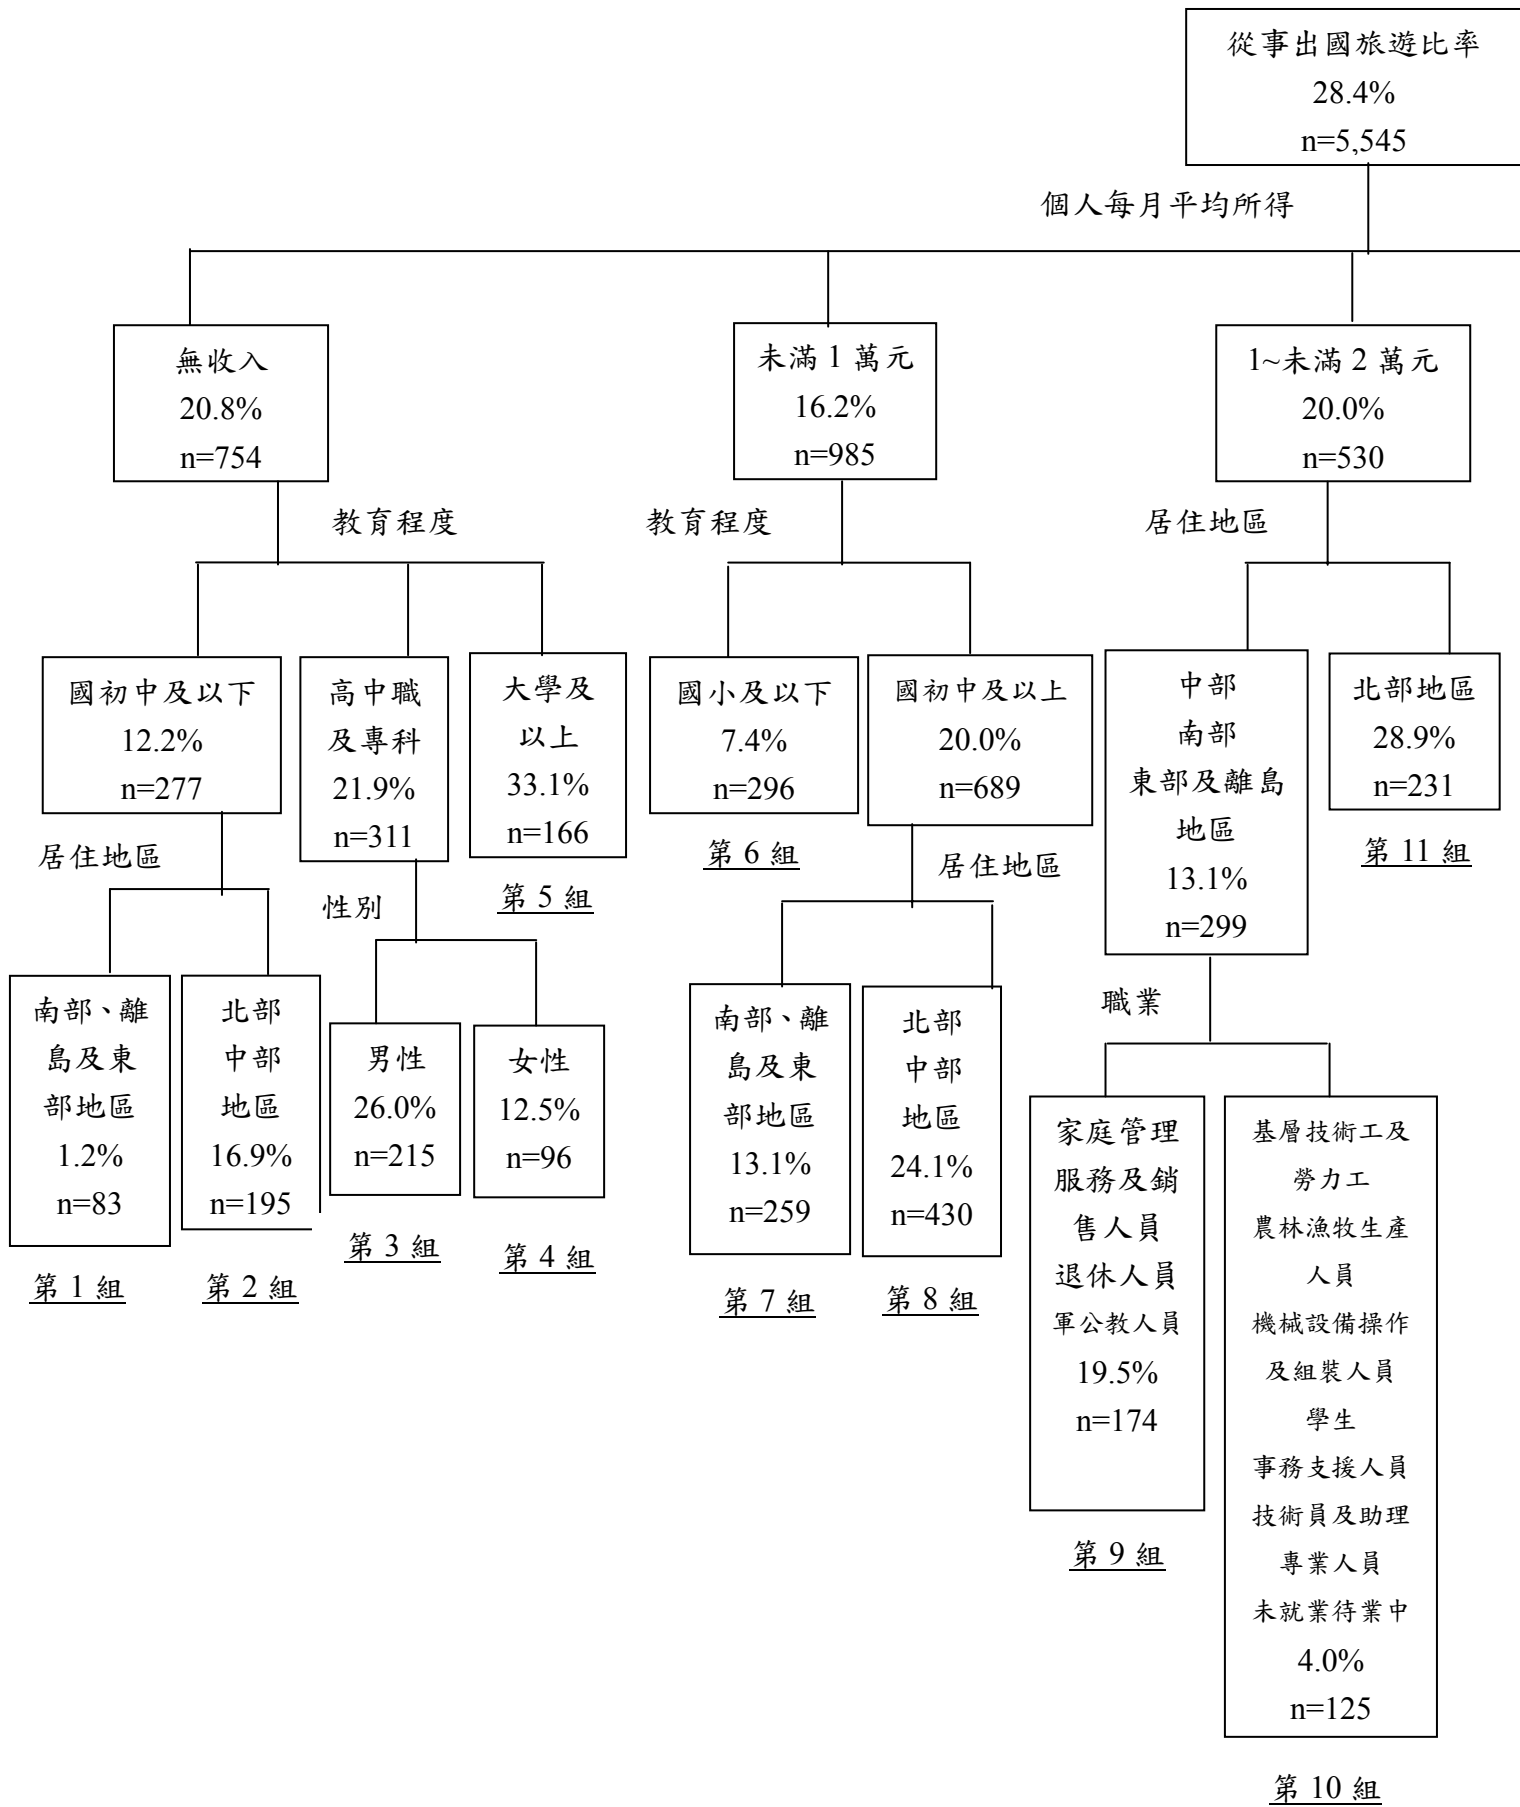 從事出國旅遊比率
28.4%
n=5,545
個人每月平均所得
無收入
20.8%
n=754
未滿 1 萬元
16.2%
n=985
1~未滿 2 萬元
20.0%
n=530
教育程度
教育程度
居住地區
國初中及以下
12.2%
n=277
高中職
及專科
21.9%
n=311
大學及
以上
33.1%
n=166
第 5 組
國小及以下
7.4%
n=296
第 6 組
國初中及以上
20.0%
n=689
中部
南部
東部及離島
地區
13.1%
n=299
北部地區
28.9%
n=231
第 11 組
居住地區
性別
居住地區
職業
南部、離
島及東
部地區
1.2%
n=83
第 1 組
北部
中部
地區
16.9%
n=195
第 2 組
男性
26.0%
n=215
第 3 組
女性
12.5%
n=96
第 4 組
南部、離
島及東
部地區
13.1%
n=259
第 7 組
北部
中部
地區
24.1%
n=430
第 8 組
家庭管理
服務及銷
售人員
退休人員
軍公教人員
19.5%
n=174
第 9 組
基層技術工及
勞力工
農林漁牧生產
人員
機械設備操作
及組裝人員
學生
事務支援人員
技術員及助理
專業人員
未就業待業中
4.0%
n=125
第 10 組